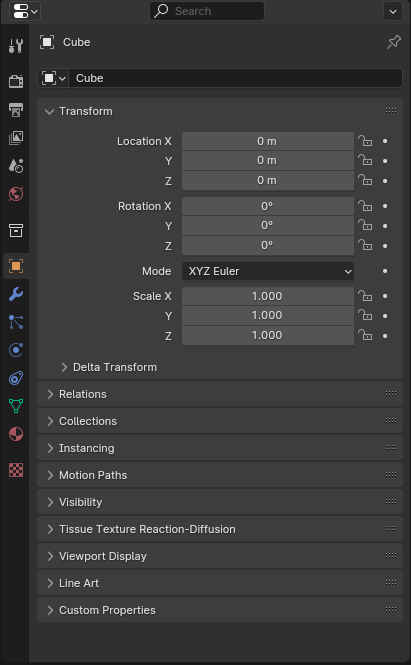 Search
Cube
Cube
Transform
Location X 0 m
Y 0 m
Z 0 m
Rotation X 0°
Y 0°
Z 0°
Mode XYZ Euler
Scale X 1.000
Y 1.000
Z 1.000
Delta Transform
Relations
Collections
Instancing
Motion Paths
Visibility
Tissue Texture Reaction-Diffusion
Viewport Display
Line Art
Custom Properties